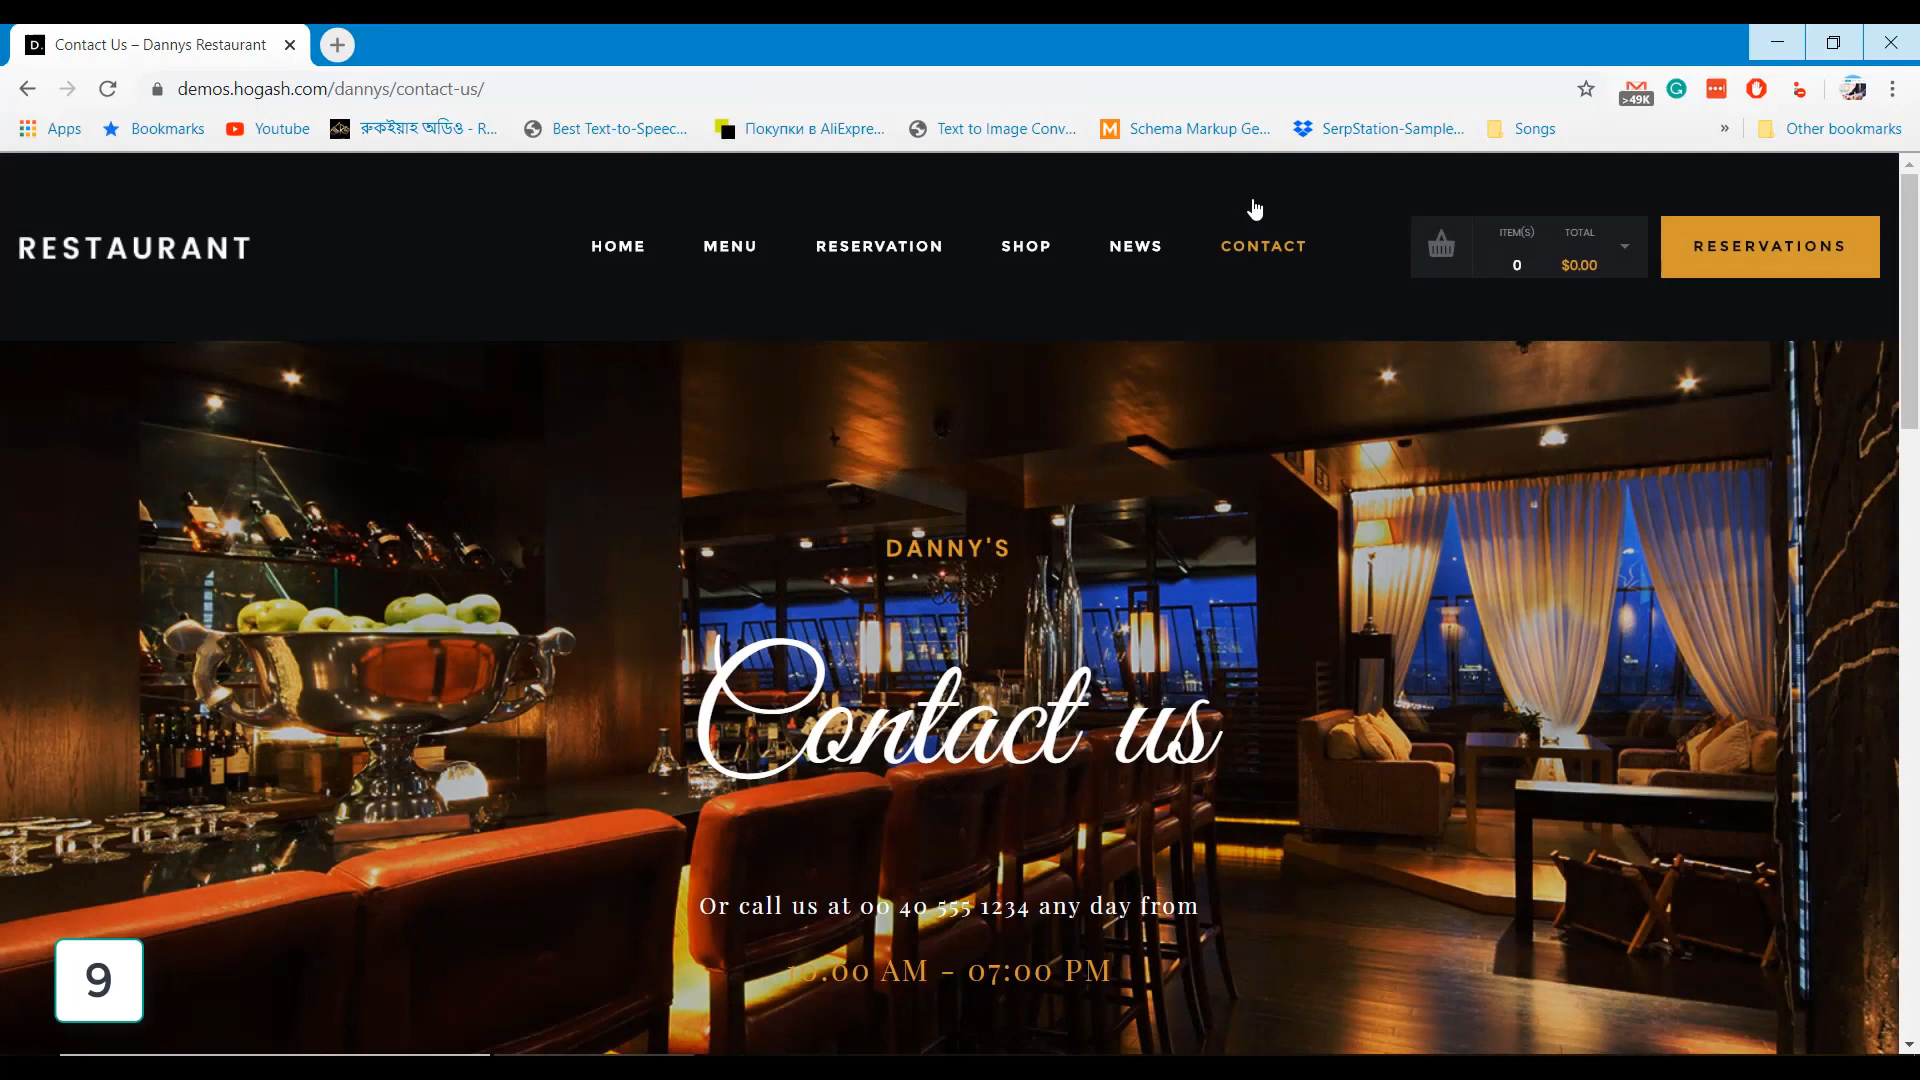 D. Contact Us – Dannys Restaurant
demos.hogash.com/dannys/contact-us/
>49K
Apps Bookmarks Youtube রুকইয়াহ অডিও - R... Best Text-to-Speec... Покупки в AliExpre... Text to Image Conv... Schema Markup Ge... SerpStation-Sample... Songs » Other bookmarks
RESTAURANT
HOME MENU RESERVATION SHOP NEWS CONTACT
ITEM(S) TOTAL
0 $0.00
RESERVATIONS
DANNY'S
Contact us
Or call us at 00 40 555 1234 any day from
10.00 AM - 07:00 PM
9